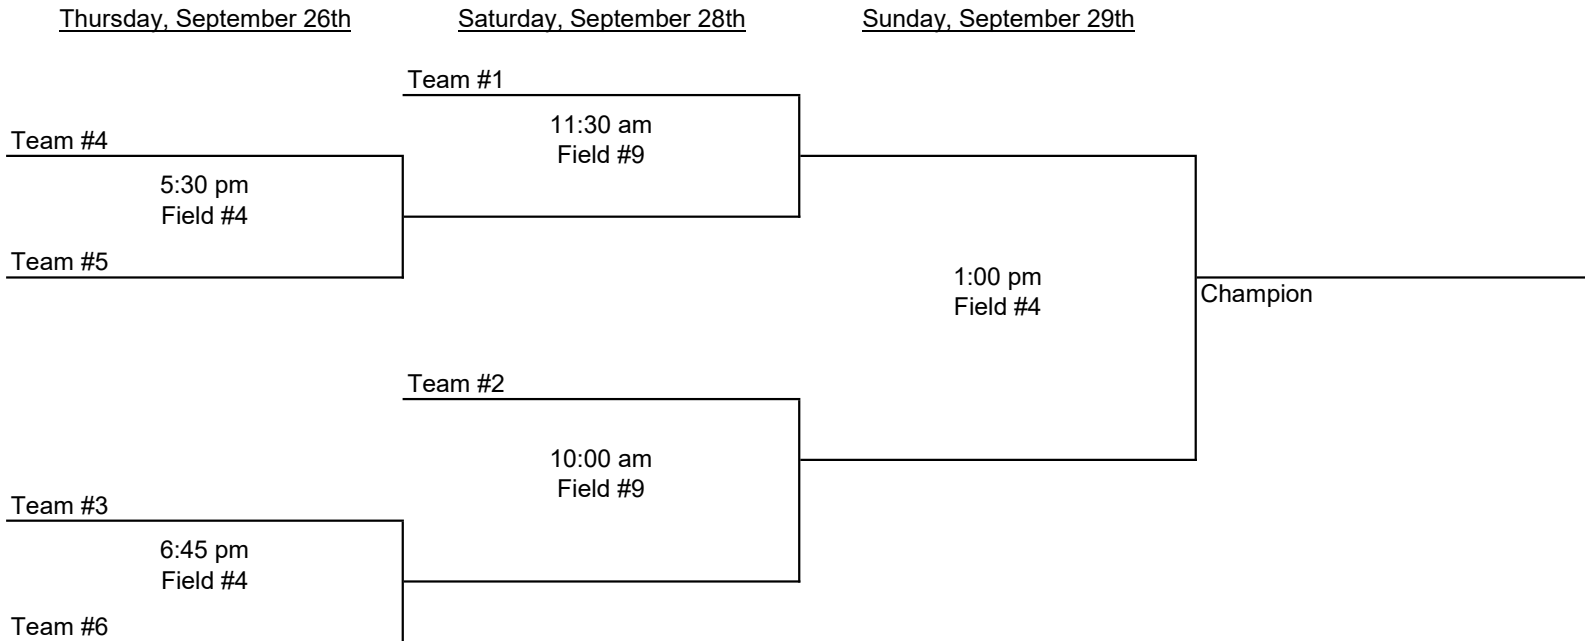 Thursday, September 26th
Saturday, September 28th
Sunday, September 29th
Team #1
11:30 am
Field #9
Team #4
5:30 pm
Field #4
Team #5
1:00 pm
Field #4
Champion
Team #2
10:00 am
Field #9
Team #3
6:45 pm
Field #4
Team #6